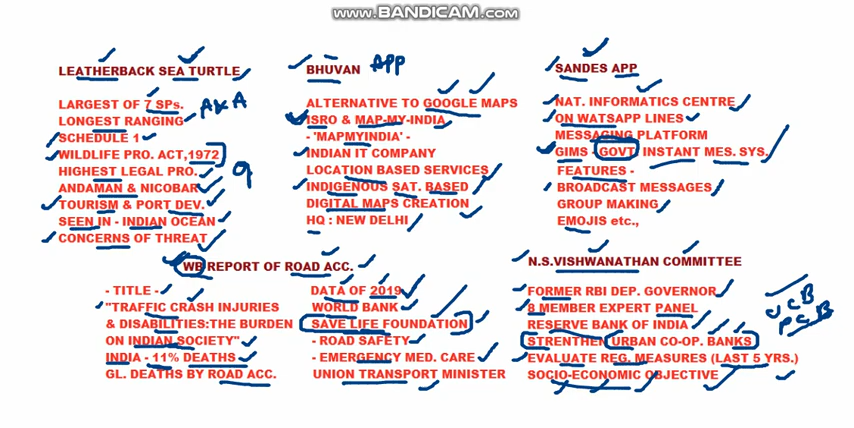 www.BANDICAM.com
LEATHERBACK SEA TURTLE
LARGEST OF 7 SPs.
A&A
LONGEST RANGING
SCHEDULE 1
WILDLIFE PRO. ACT,1972
HIGHEST LEGAL PRO.
9
ANDAMAN & NICOBAR
TOURISM & PORT DEV.
SEEN IN - INDIAN OCEAN
CONCERNS OF THREAT
BHUVAN APP
ALTERNATIVE TO GOOGLE MAPS
ISRO & MAP-MY-INDIA
- 'MAPMYINDIA' -
INDIAN IT COMPANY
LOCATION BASED SERVICES
INDIGENOUS SAT. BASED
DIGITAL MAPS CREATION
HQ : NEW DELHI
SANDES APP
NAT. INFORMATICS CENTRE
ON WATSAPP LINES
MESSAGING PLATFORM
GIMS - GOVT. INSTANT MES. SYS.
FEATURES -
BROADCAST MESSAGES
GROUP MAKING
EMOJIS etc.,
WB REPORT OF ROAD ACC.
- TITLE -
"TRAFFIC CRASH INJURIES
& DISABILITIES:THE BURDEN
ON INDIAN SOCIETY"
INDIA - 11% DEATHS
GL. DEATHS BY ROAD ACC.
DATA OF 2019
WORLD BANK
SAVE LIFE FOUNDATION
- ROAD SAFETY
- EMERGENCY MED. CARE
UNION TRANSPORT MINISTER
N.S.VISHWANATHAN COMMITTEE
FORMER RBI DEP. GOVERNOR
8 MEMBER EXPERT PANEL
RESERVE BANK OF INDIA
STRENTHEN URBAN CO-OP. BANKS
EVALUATE REG. MEASURES (LAST 5 YRS.)
SOCIO-ECONOMIC OBJECTIVE
UCB
PCB